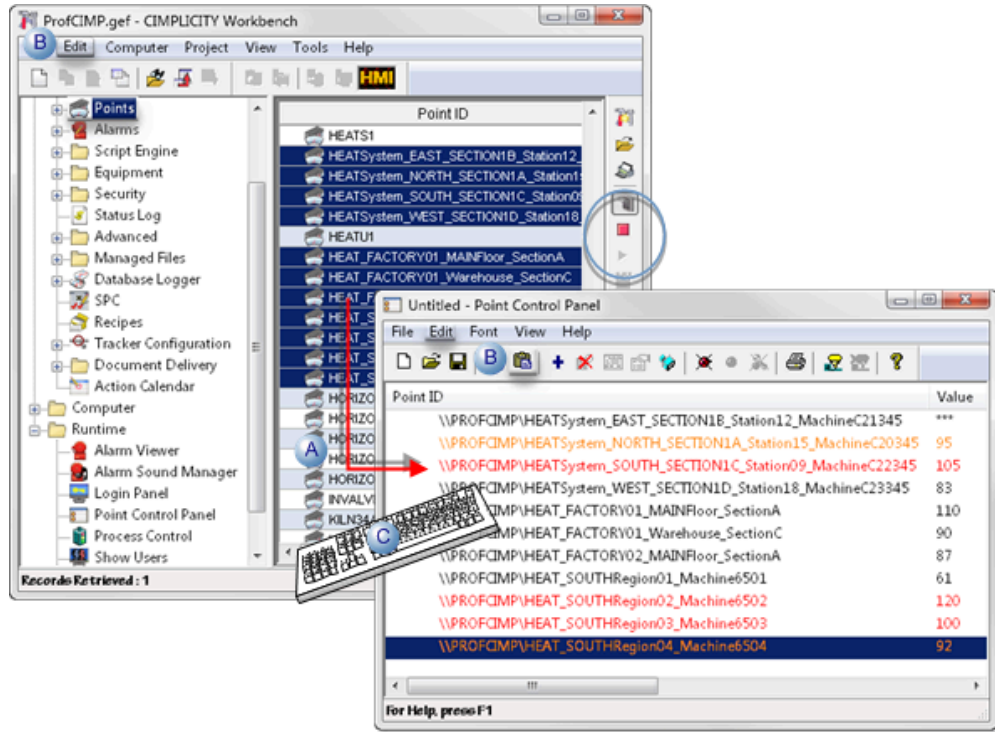 ProfCIMP.gef - CIMPLICITY Workbench
B Edit Computer Project View Tools Help
HMI
Points
Alarms
Script Engine
Equipment
Security
Status Log
Advanced
Managed Files
Database Logger
SPC
Recipes
Tracker Configuration
Document Delivery
Action Calendar
Computer
Runtime
Alarm Viewer
Alarm Sound Manager
Login Panel
Point Control Panel
Process Control
Show Users
Records Retrieved : 1
Point ID
HEATS1
HEATSystem_EAST_SECTION1B_Station12_
HEATSystem_NORTH_SECTION1A_Station1
HEATSystem_SOUTH_SECTION1C_Station0
HEATSystem_WEST_SECTION1D_Station18
HEATU1
HEAT_FACTORY01_MAINFloor_SectionA
HEAT_FACTORY01_Warehouse_SectionC
HEAT_F
HEAT_S
HEAT_S
HEAT_S
HEAT_S
HORIZO
HORIZO
A HORIZO
HORIZO
INVALV
KILN34
C
Untitled - Point Control Panel
File Edit Font View Help
B
Point ID Value
\\PROFCIMP\HEATSystem_EAST_SECTION1B_Station12_MachineC21345 ***
\\PROFCIMP\HEATSystem_NORTH_SECTION1A_Station15_MachineC20345 95
\\PROFCIMP\HEATSystem_SOUTH_SECTION1C_Station09_MachineC22345 105
\\PROFCIMP\HEATSystem_WEST_SECTION1D_Station18_MachineC23345 83
\\PROFCIMP\HEAT_FACTORY01_MAINFloor_SectionA 110
\\PROFCIMP\HEAT_FACTORY01_Warehouse_SectionC 90
\\PROFCIMP\HEAT_FACTORY02_MAINFloor_SectionA 87
\\PROFCIMP\HEAT_SOUTHRegion01_Machine6501 61
\\PROFCIMP\HEAT_SOUTHRegion02_Machine6502 120
\\PROFCIMP\HEAT_SOUTHRegion03_Machine6503 100
\\PROFCIMP\HEAT_SOUTHRegion04_Machine6504 92
For Help, press F1